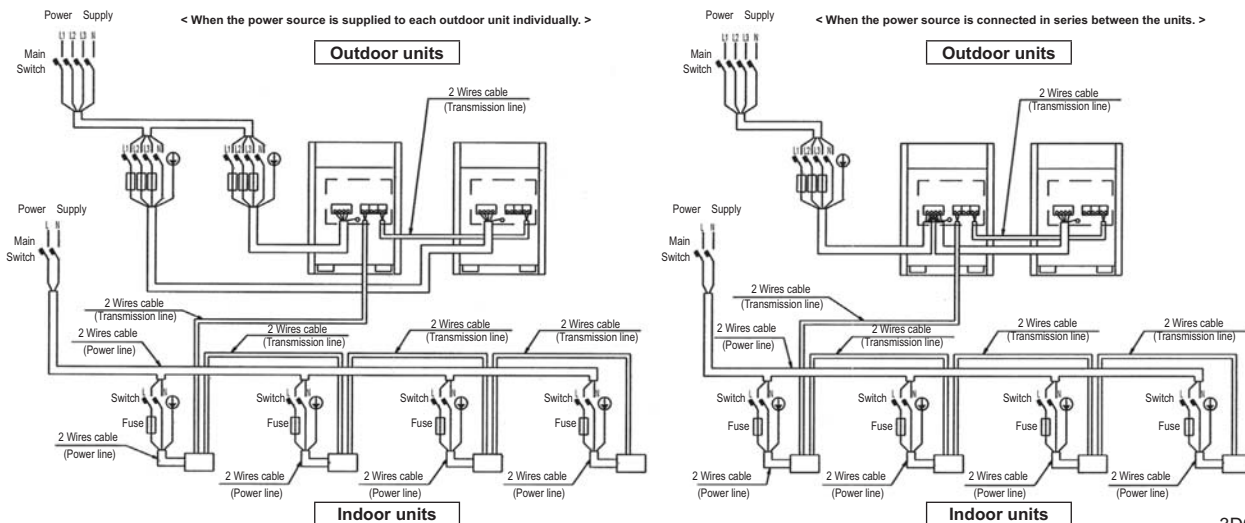 Power Supply
< When the power source is supplied to each outdoor unit individually. >
L1 L2 L3 N
Main
Switch
Outdoor units
2 Wires cable
(Transmission line)
L1 L2 L3 N
L1 L2 L3 N
Power Supply
L N
Main
Switch
2 Wires cable
(Transmission line)
2 Wires cable
(Power line)
2 Wires cable
(Transmission line)
2 Wires cable
(Transmission line)
2 Wires cable
(Transmission line)
L N
L N
L N
L N
Switch
Switch
Switch
Switch
Fuse
Fuse
Fuse
Fuse
2 Wires cable
(Power line)
2 Wires cable
(Power line)
2 Wires cable
(Power line)
2 Wires cable
(Power line)
Indoor units
Power Supply
< When the power source is connected in series between the units. >
L1 L2 L3 N
Main
Switch
Outdoor units
2 Wires cable
(Transmission line)
L1 L2 L3 N
Power Supply
L N
Main
Switch
2 Wires cable
(Transmission line)
2 Wires cable
(Power line)
2 Wires cable
(Transmission line)
2 Wires cable
(Transmission line)
2 Wires cable
(Transmission line)
L N
L N
L N
L N
Switch
Switch
Switch
Switch
Fuse
Fuse
Fuse
Fuse
2 Wires cable
(Power line)
2 Wires cable
(Power line)
2 Wires cable
(Power line)
2 Wires cable
(Power line)
Indoor units